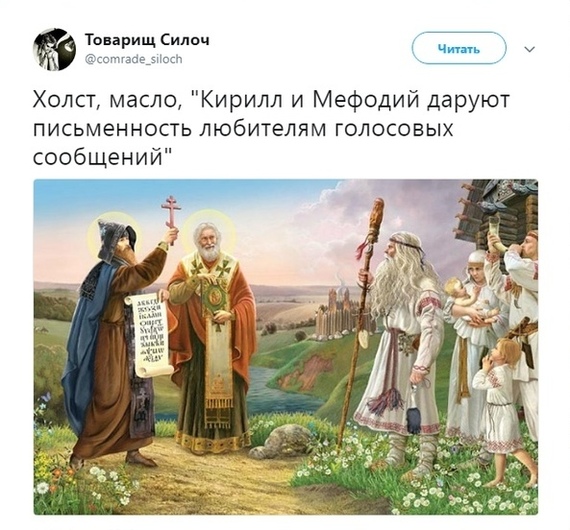 Товарищ Силоч
@comrade_siloch
Читать
Холст, масло, "Кирилл и Мефодий даруют
письменность любителям голосовых
сообщений"